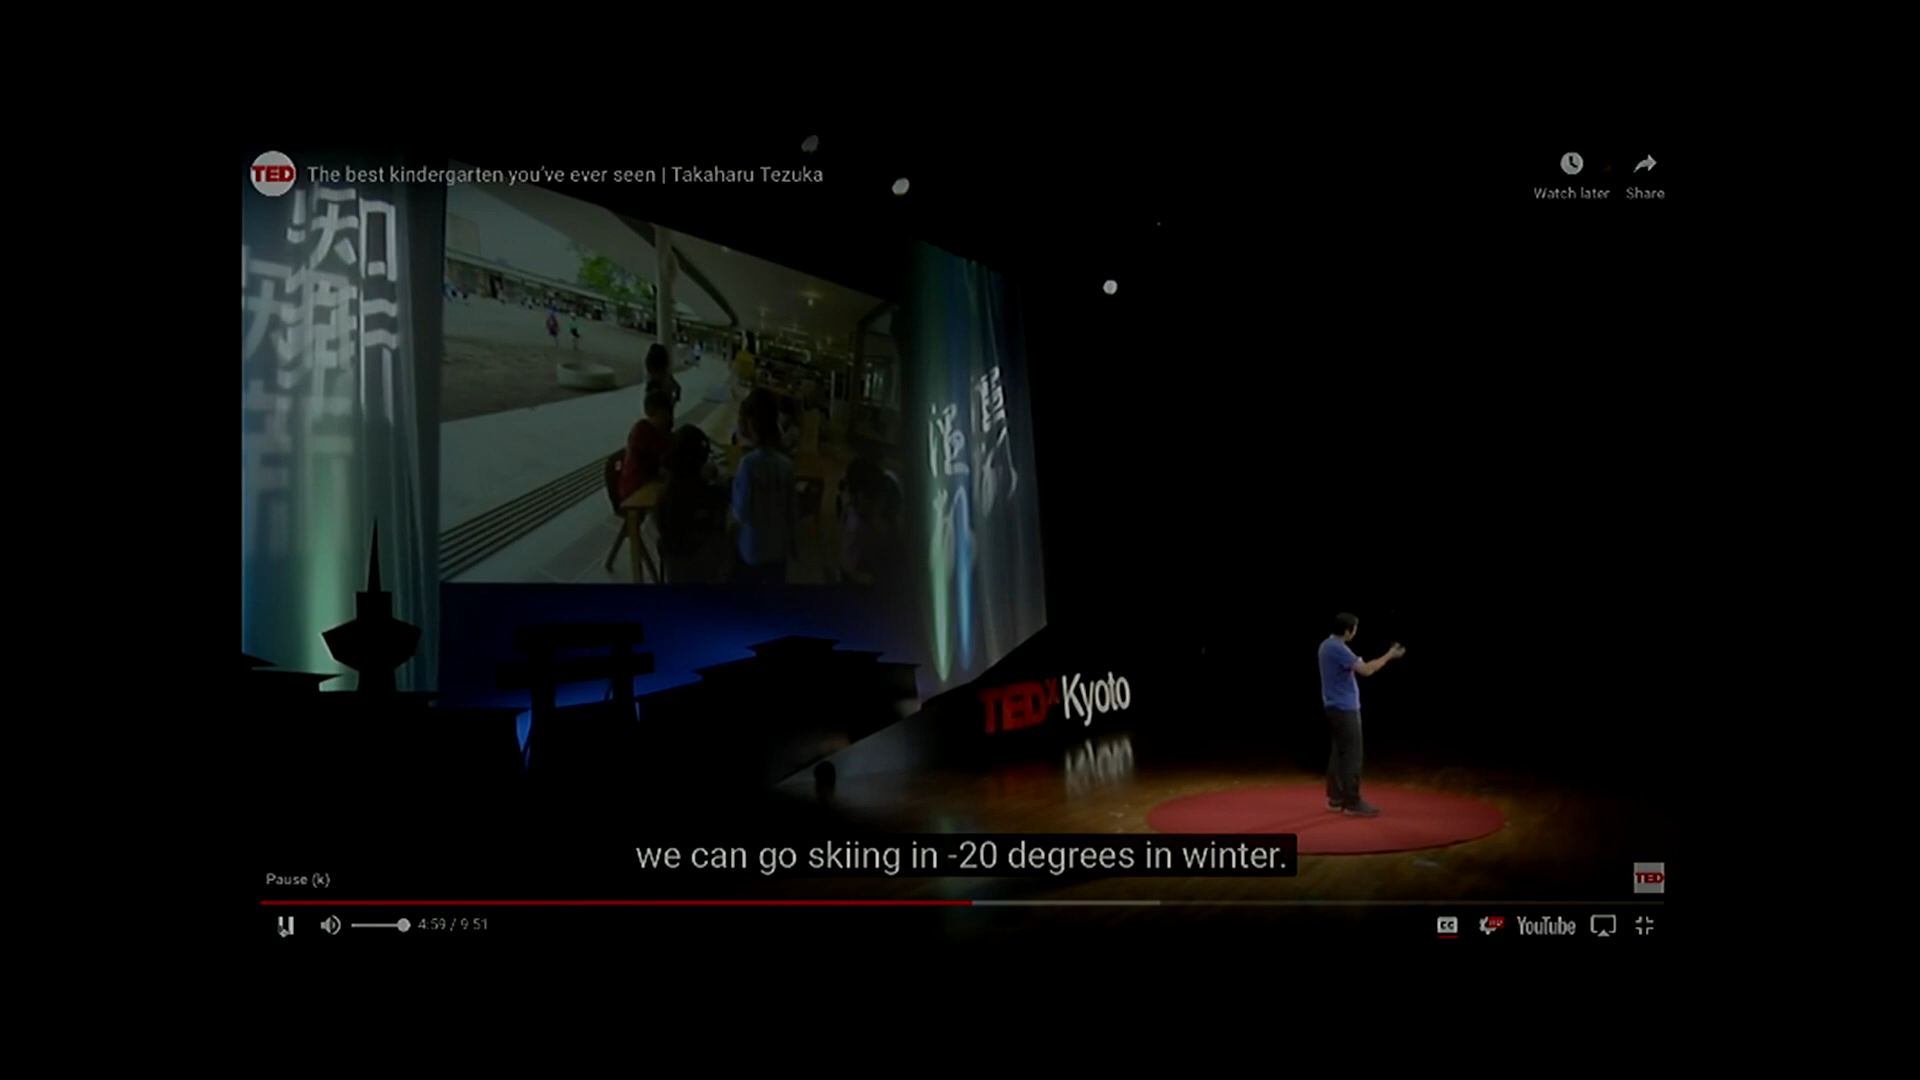 TED The best kindergarten you've ever seen | Takaharu Tezuka
Watch later Share
TEDx Kyoto
we can go skiing in -20 degrees in winter.
Pause (k)
TED
4:59 / 9:51
CC
YouTube